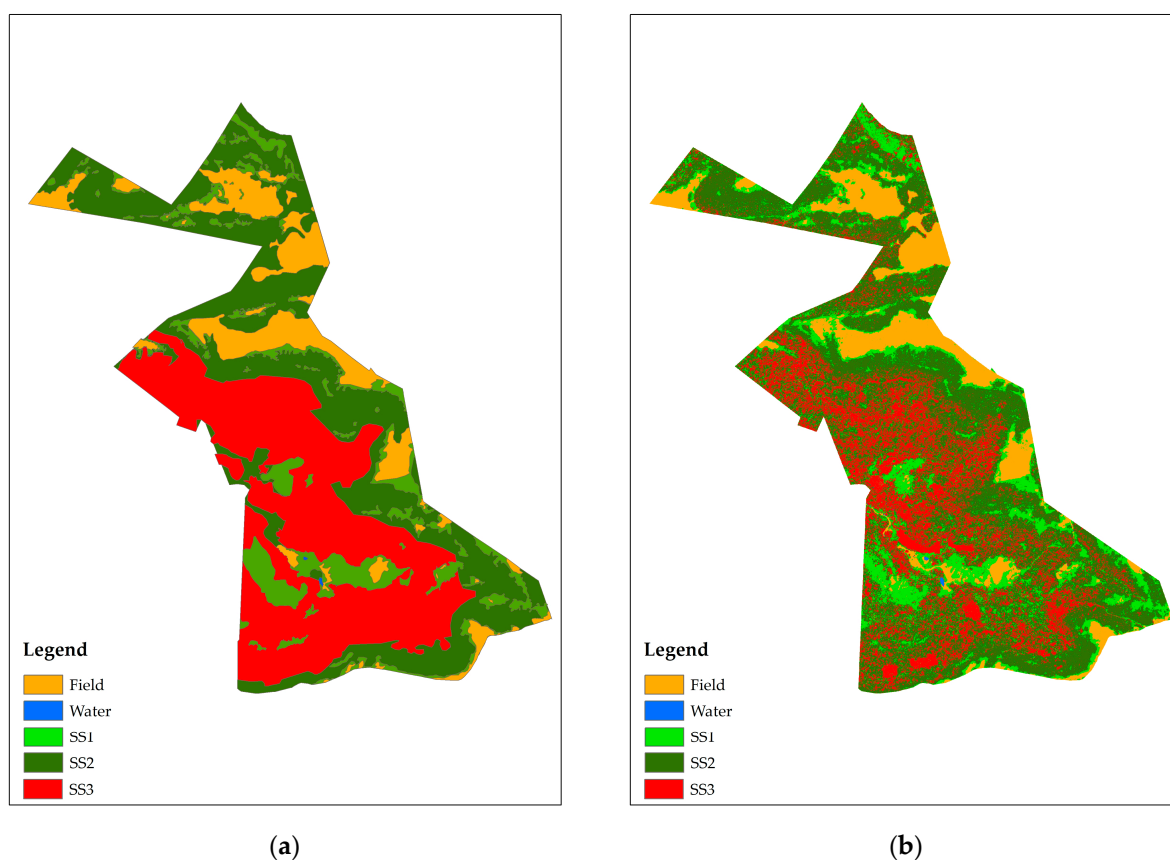 Legend
Field
Water
SS1
SS2
SS3
(a)
Legend
Field
Water
SS1
SS2
SS3
(b)